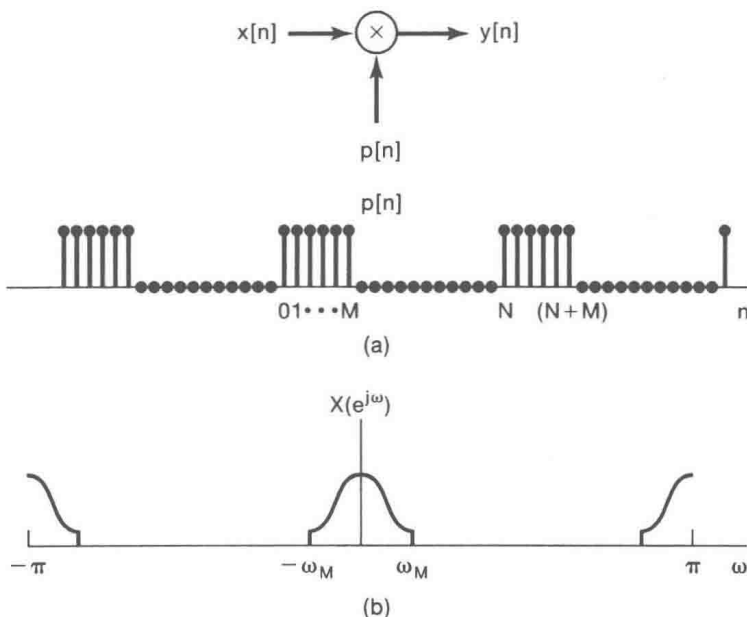 x[n] × y[n]
p[n]
p[n]
01•••M N (N+M) n
(a)
X(e^{jω})
−π −ω_M ω_M π ω
(b)